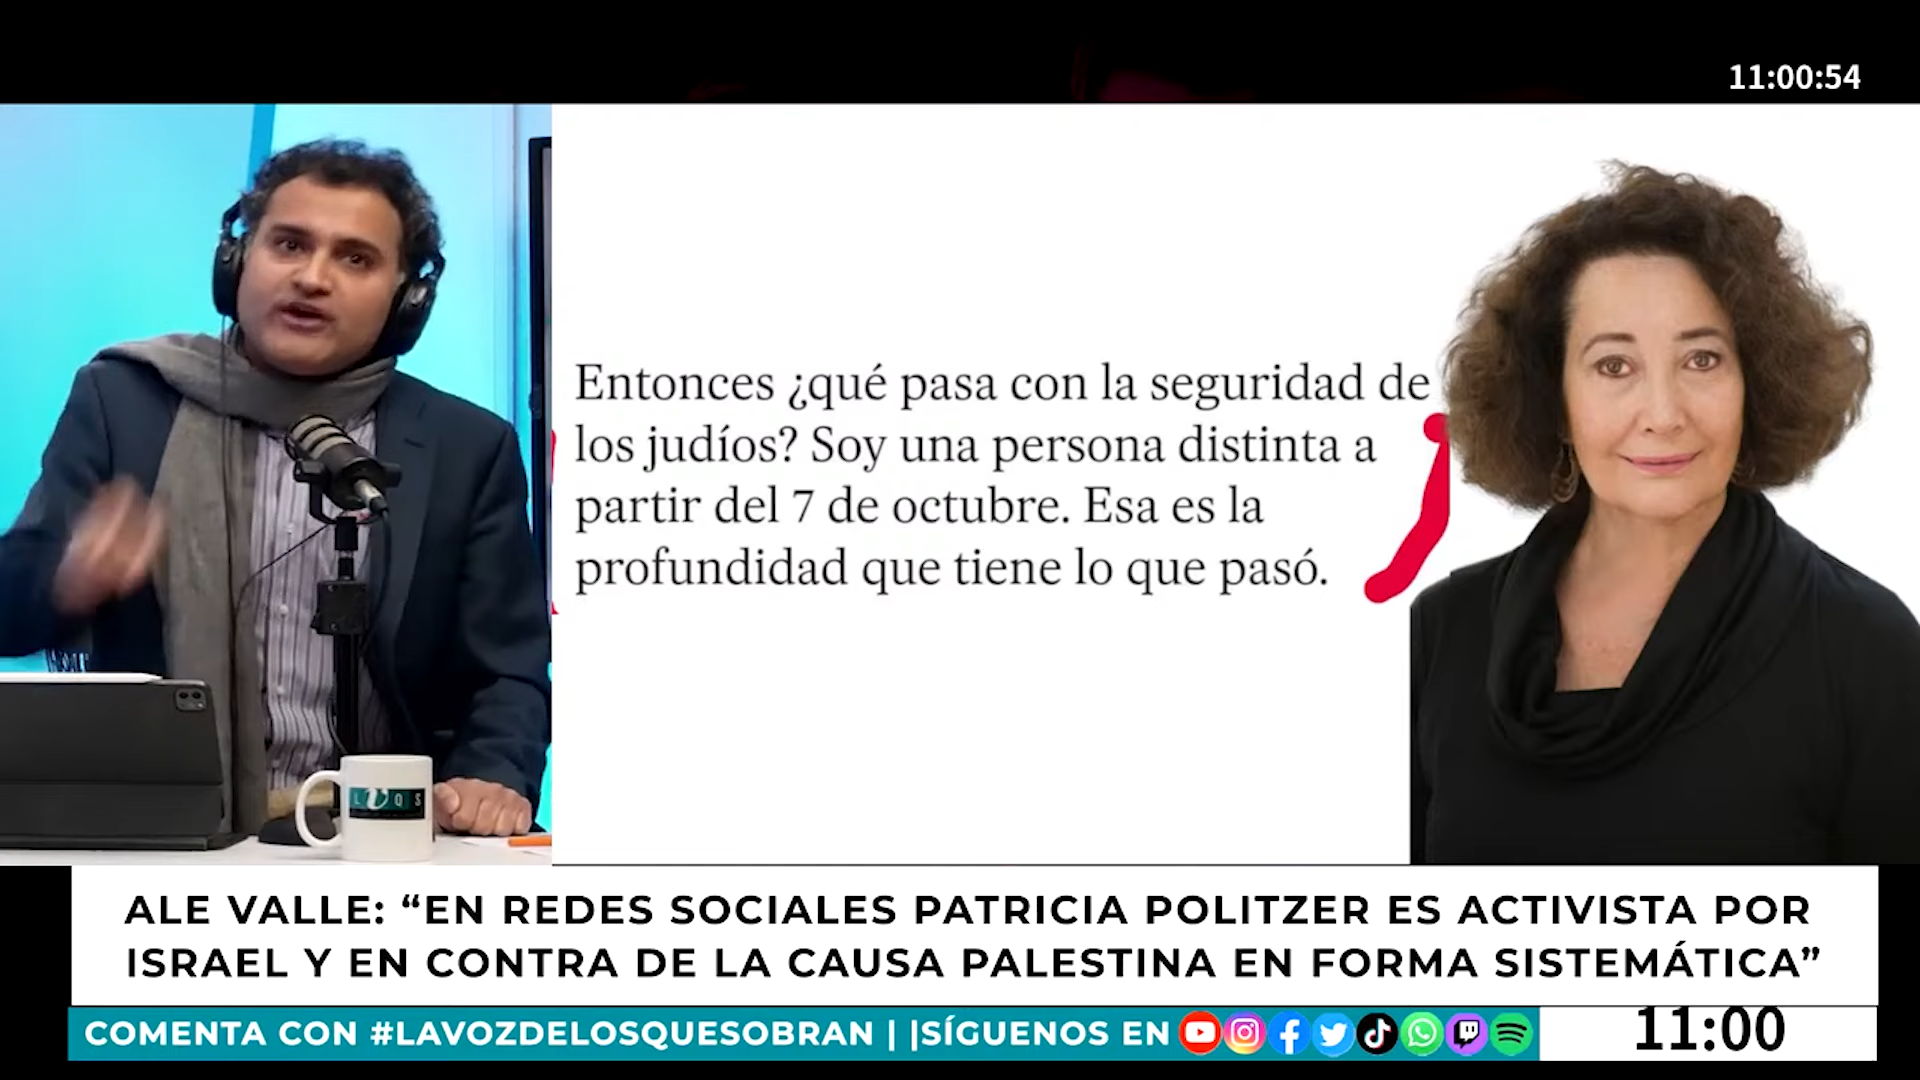 11:00:54
Entonces ¿qué pasa con la seguridad de
los judíos? Soy una persona distinta a
partir del 7 de octubre. Esa es la
profundidad que tiene lo que pasó.
LVQS
ALE VALLE: “EN REDES SOCIALES PATRICIA POLITZER ES ACTIVISTA POR
ISRAEL Y EN CONTRA DE LA CAUSA PALESTINA EN FORMA SISTEMÁTICA”
COMENTA CON #LAVOZDELOSQUESOBRAN | |SÍGUENOS EN
11:00